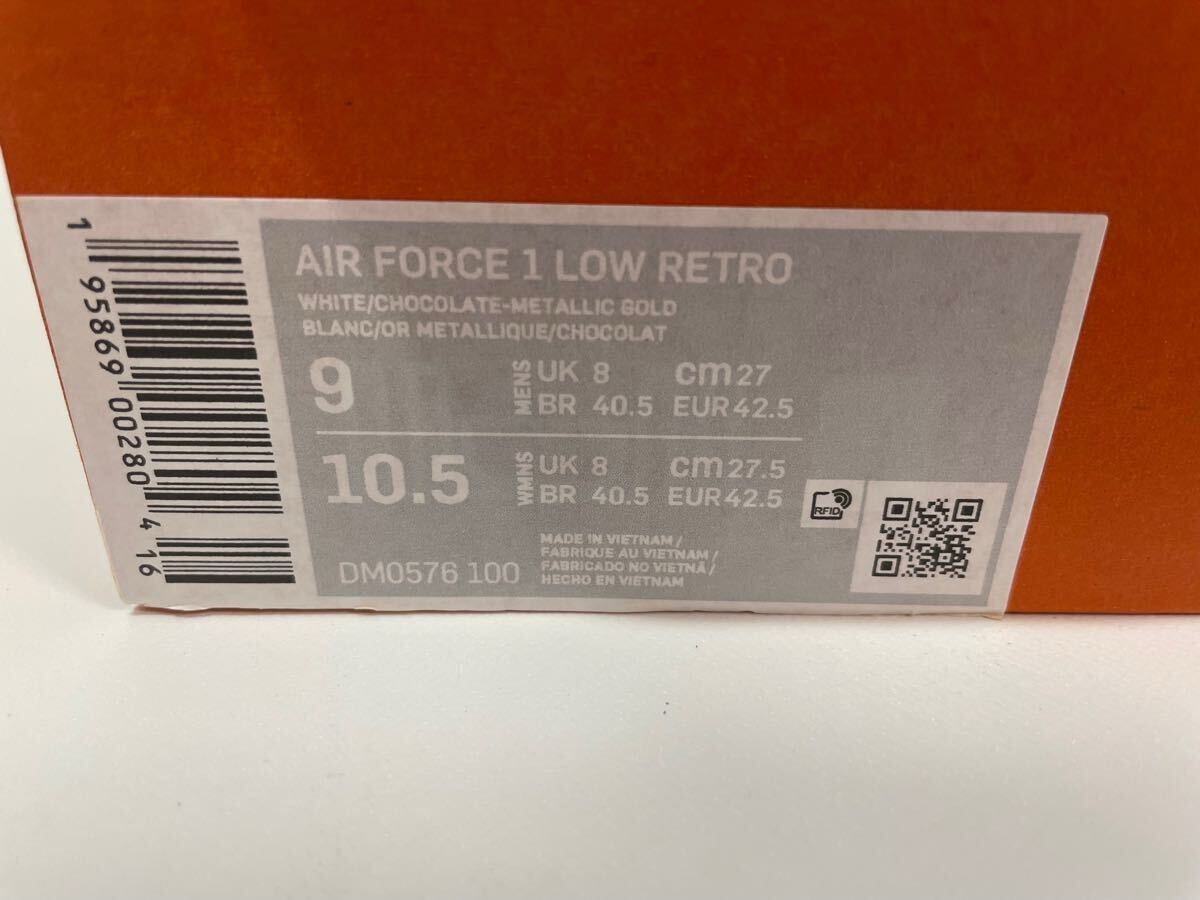 AIR FORCE 1 LOW RETRO
WHITE/CHOCOLATE-METALLIC GOLD
BLANC/OR METALLIQUE/CHOCOLAT
9 MENS UK 8 cm 27
BR 40.5 EUR 42.5
10.5 WMNS UK 8 cm 27.5
BR 40.5 EUR 42.5
MADE IN VIETNAM /
FABRIQUE AU VIETNAM /
FABRICADO NO VIETNÃ /
HECHO EN VIETNAM
DM0576 100
RFID
1 95869 00280 4 16